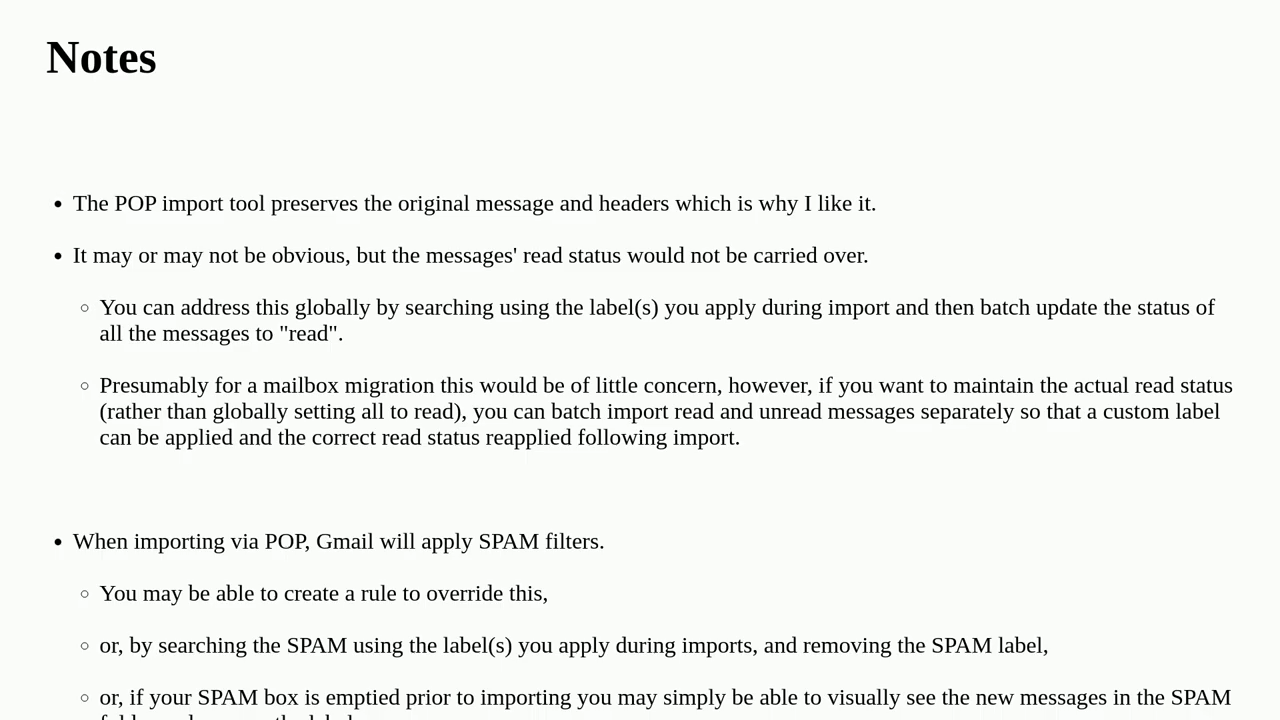 Notes
• The POP import tool preserves the original message and headers which is why I like it.
• It may or may not be obvious, but the messages' read status would not be carried over.
○ You can address this globally by searching using the label(s) you apply during import and then batch update the status of
all the messages to "read".
○ Presumably for a mailbox migration this would be of little concern, however, if you want to maintain the actual read status
(rather than globally setting all to read), you can batch import read and unread messages separately so that a custom label
can be applied and the correct read status reapplied following import.
• When importing via POP, Gmail will apply SPAM filters.
○ You may be able to create a rule to override this,
○ or, by searching the SPAM using the label(s) you apply during imports, and removing the SPAM label,
○ or, if your SPAM box is emptied prior to importing you may simply be able to visually see the new messages in the SPAM